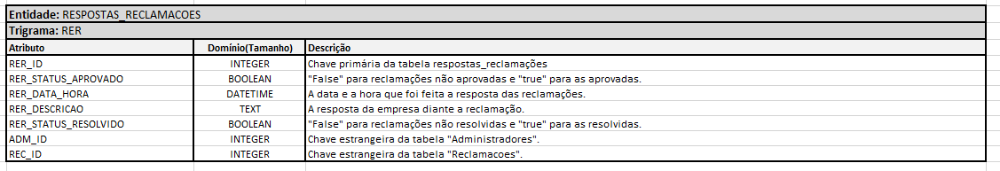 Entidade: RESPOSTAS_RECLAMACOES
Trigrama: RER
Atributo Domínio(Tamanho) Descrição
RER_ID INTEGER Chave primária da tabela respostas_reclamações
RER_STATUS_APROVADO BOOLEAN "False" para reclamações não aprovadas e "true" para as aprovadas.
RER_DATA_HORA DATETIME A data e a hora que foi feita a resposta das reclamações.
RER_DESCRICAO TEXT A resposta da empresa diante a reclamação.
RER_STATUS_RESOLVIDO BOOLEAN "False" para reclamações não resolvidas e "true" para as resolvidas.
ADM_ID INTEGER Chave estrangeira da tabela "Administradores".
REC_ID INTEGER Chave estrangeira da tabela "Reclamacoes".